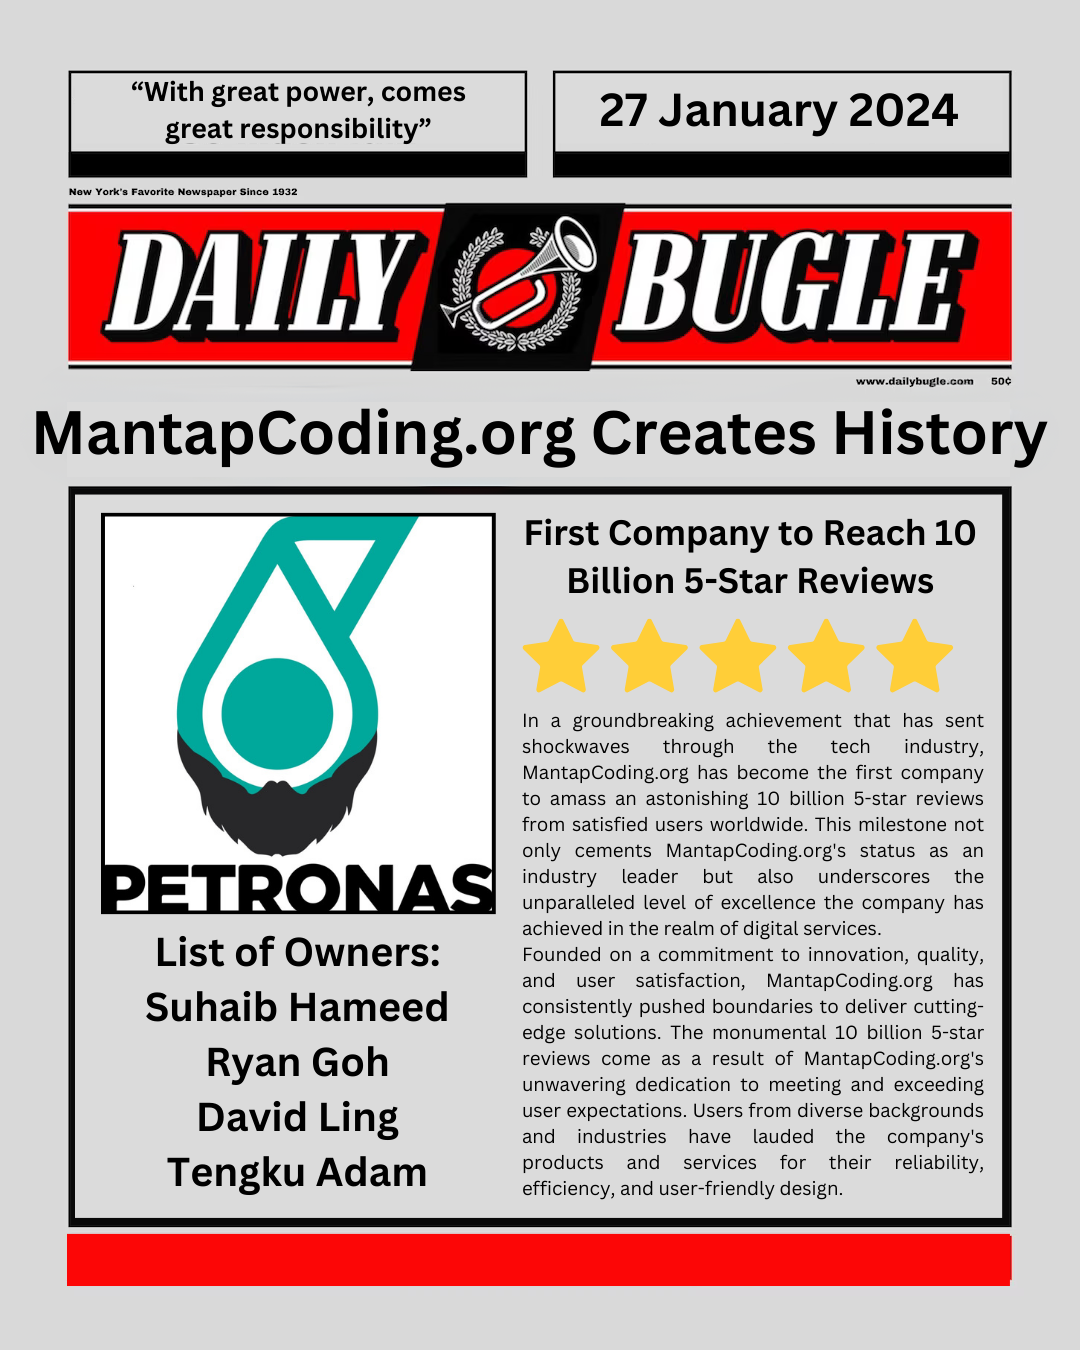 “With great power, comes
great responsibility”
27 January 2024
New York's Favorite Newspaper Since 1932
DAILY BUGLE
www.dailybugle.com 50¢
MantapCoding.org Creates History
PETRONAS
List of Owners:
Suhaib Hameed
Ryan Goh
David Ling
Tengku Adam
First Company to Reach 10
Billion 5-Star Reviews
In a groundbreaking achievement that has sent
shockwaves through the tech industry,
MantapCoding.org has become the first company
to amass an astonishing 10 billion 5-star reviews
from satisfied users worldwide. This milestone not
only cements MantapCoding.org's status as an
industry leader but also underscores the
unparalleled level of excellence the company has
achieved in the realm of digital services.
Founded on a commitment to innovation, quality,
and user satisfaction, MantapCoding.org has
consistently pushed boundaries to deliver cutting-
edge solutions. The monumental 10 billion 5-star
reviews come as a result of MantapCoding.org's
unwavering dedication to meeting and exceeding
user expectations. Users from diverse backgrounds
and industries have lauded the company's
products and services for their reliability,
efficiency, and user-friendly design.